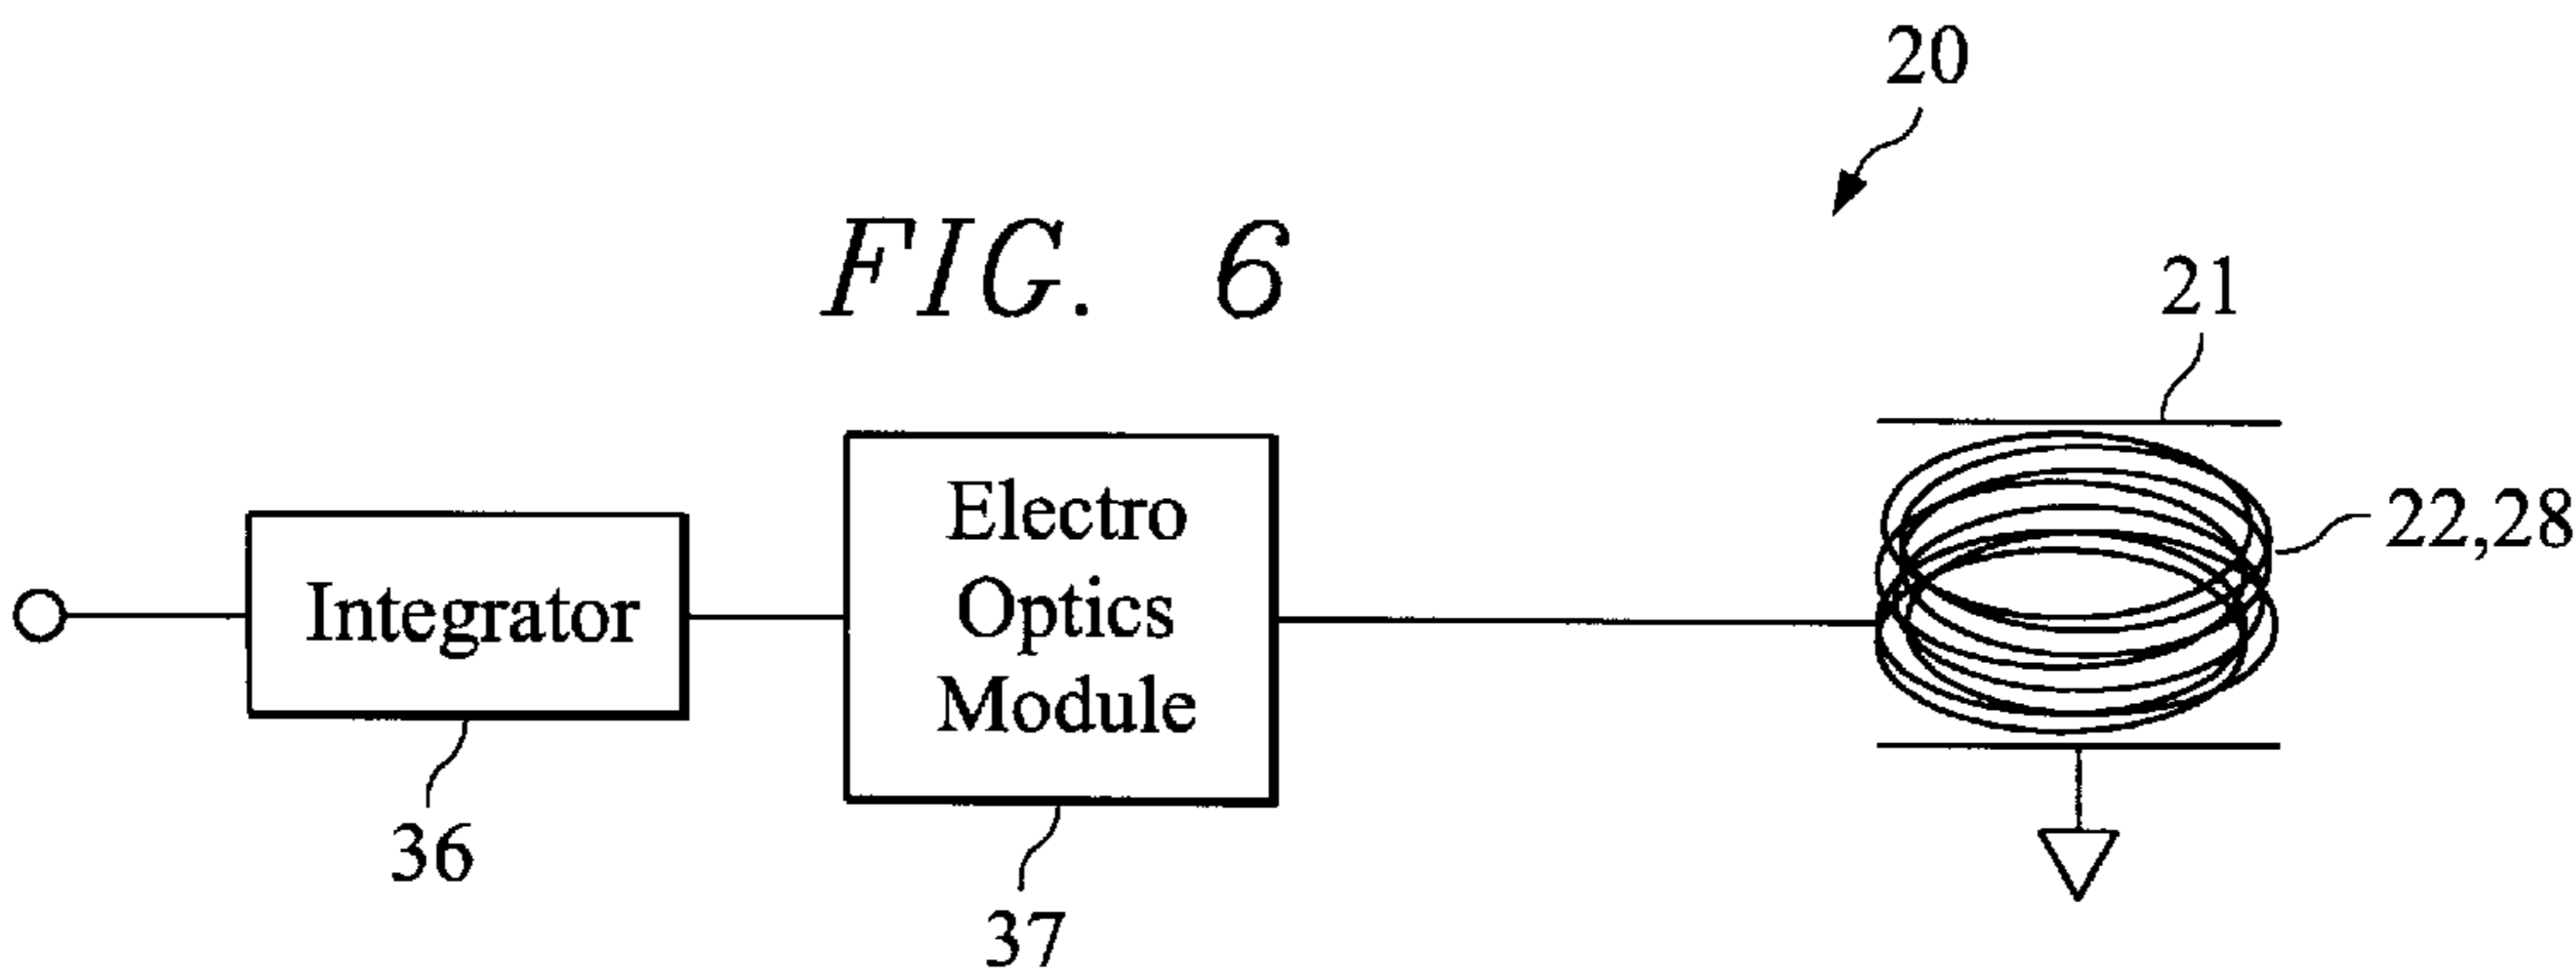 20
FIG. 6
21
22,28
Electro
Optics
Module
Integrator
36
37